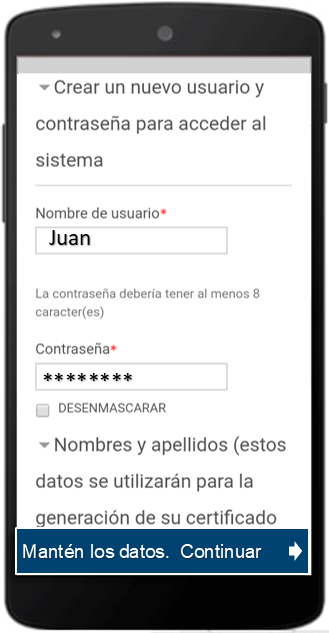 Crear un nuevo usuario y
contraseña para acceder al
sistema
Nombre de usuario*
Juan
La contraseña debería tener al menos 8
caracter(es)
Contraseña*
********
DESENMASCARAR
Nombres y apellidos (estos
datos se utilizarán para la
generación de su certificado
Mantén los datos. Continuar